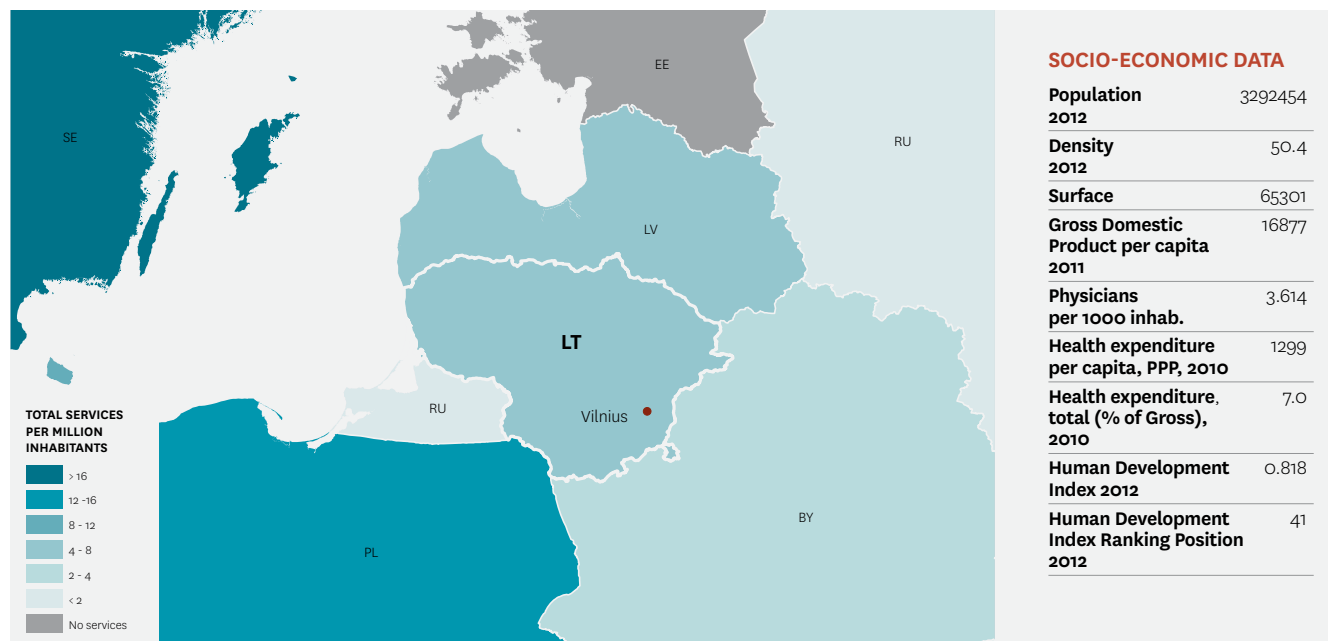 SE
EE
RU
LV
LT
Vilnius
RU
BY
PL
TOTAL SERVICES
PER MILLION
INHABITANTS
> 16
12 -16
8 - 12
4 - 8
2 - 4
< 2
No services
SOCIO-ECONOMIC DATA
Population 3292454
2012
Density 50.4
2012
Surface 65301
Gross Domestic 16877
Product per capita
2011
Physicians 3.614
per 1000 inhab.
Health expenditure 1299
per capita, PPP, 2010
Health expenditure, 7.0
total (% of Gross),
2010
Human Development 0.818
Index 2012
Human Development 41
Index Ranking Position
2012